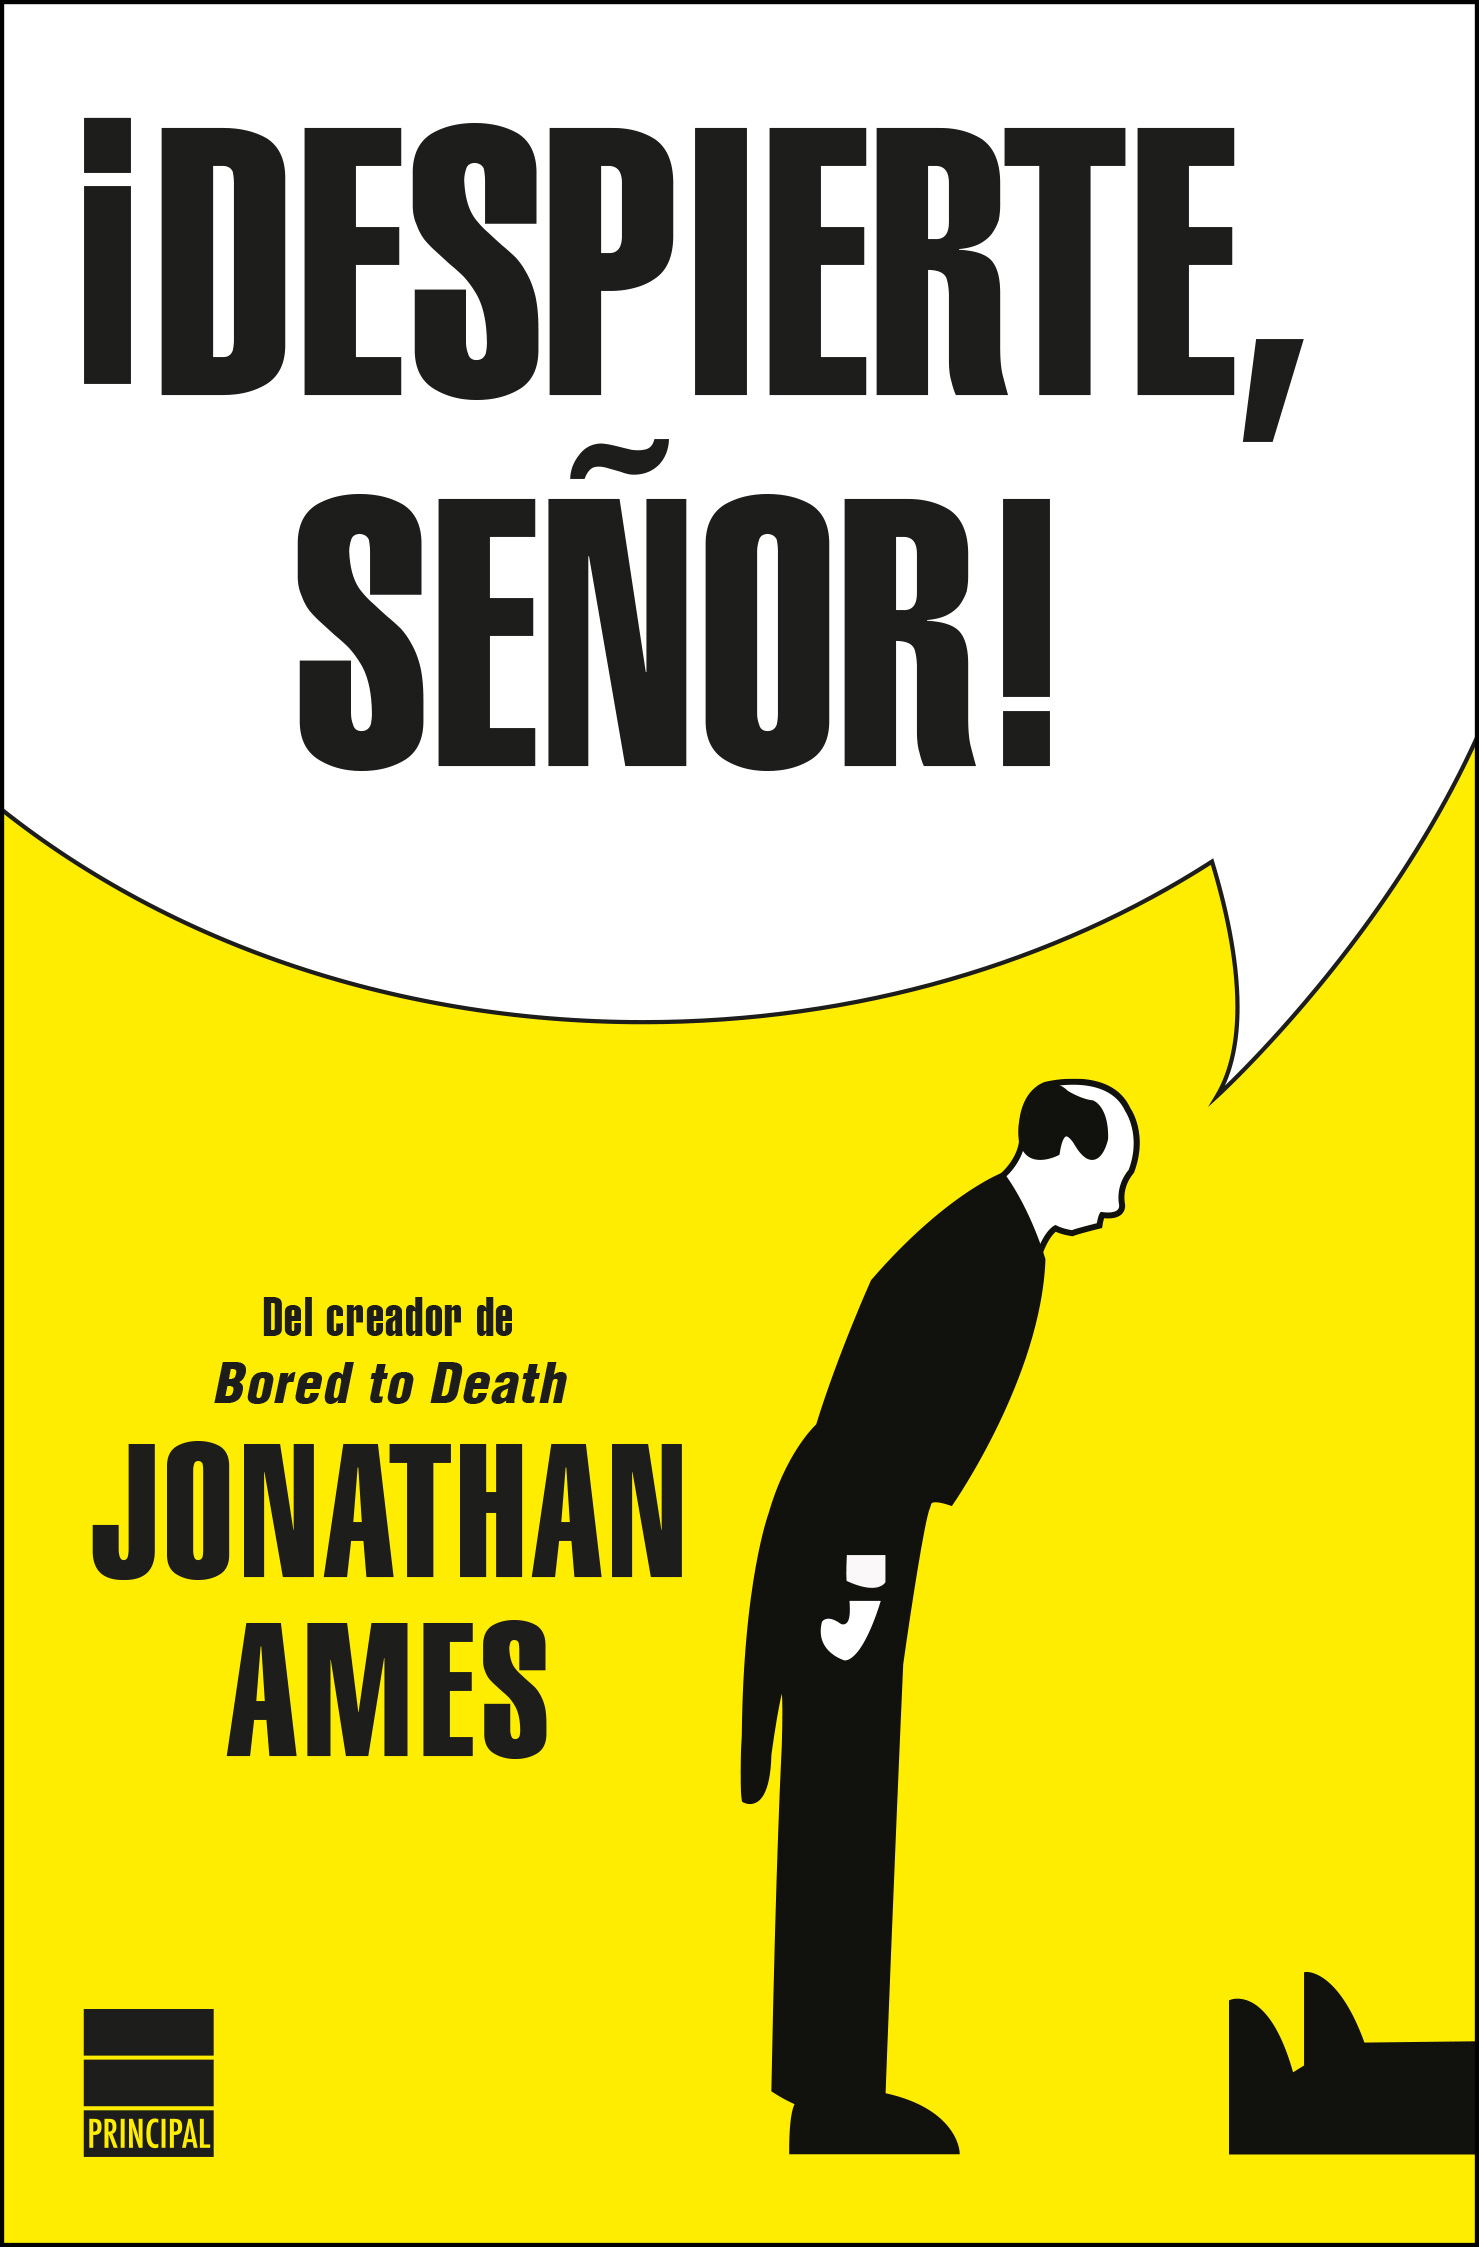 ¡DESPIERTE,
SEÑOR!
Del creador de
Bored to Death
JONATHAN
AMES
PRINCIPAL